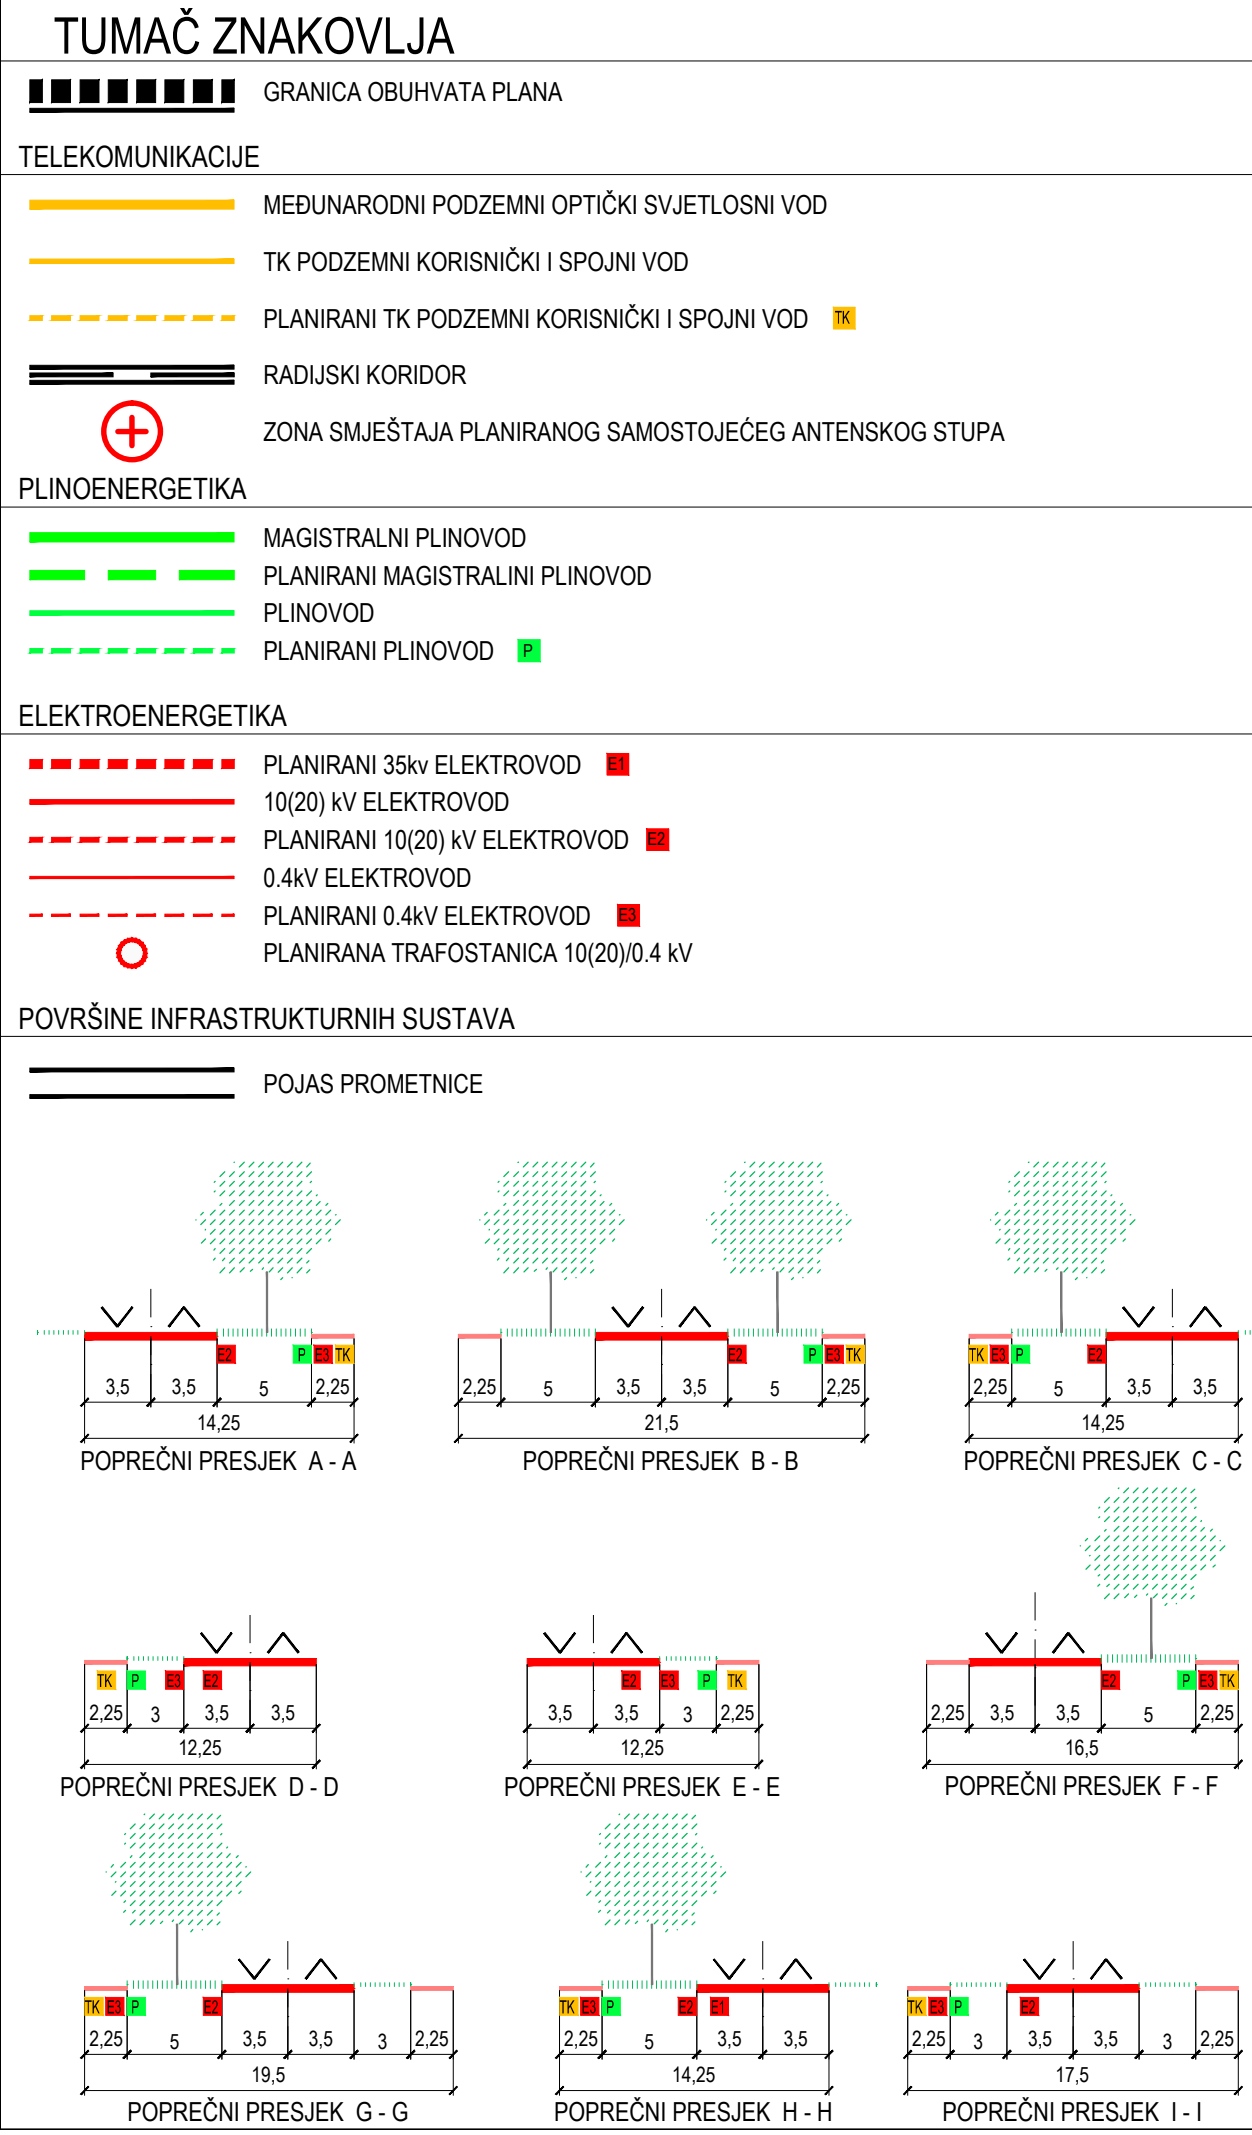 TUMAČ ZNAKOVLJA
GRANICA OBUHVATA PLANA
TELEKOMUNIKACIJE
MEĐUNARODNI PODZEMNI OPTIČKI SVJETLOSNI VOD
TK PODZEMNI KORISNIČKI I SPOJNI VOD
PLANIRANI TK PODZEMNI KORISNIČKI I SPOJNI VOD TK
RADIJSKI KORIDOR
ZONA SMJEŠTAJA PLANIRANOG SAMOSTOJEĆEG ANTENSKOG STUPA
PLINOENERGETIKA
MAGISTRALNI PLINOVOD
PLANIRANI MAGISTRALINI PLINOVOD
PLINOVOD
PLANIRANI PLINOVOD P
ELEKTROENERGETIKA
PLANIRANI 35kv ELEKTROVOD E1
10(20) kV ELEKTROVOD
PLANIRANI 10(20) kV ELEKTROVOD E2
0.4kV ELEKTROVOD
PLANIRANI 0.4kV ELEKTROVOD E3
PLANIRANA TRAFOSTANICA 10(20)/0.4 kV
POVRŠINE INFRASTRUKTURNIH SUSTAVA
POJAS PROMETNICE
E2 P E3 TK
3,5 3,5 5 2,25
14,25
POPREČNI PRESJEK A - A
E2 P E3 TK
2,25 5 3,5 3,5 5 2,25
21,5
POPREČNI PRESJEK B - B
TK E3 P E2
2,25 5 3,5 3,5
14,25
POPREČNI PRESJEK C - C
TK P E3 E2
2,25 3 3,5 3,5
12,25
POPREČNI PRESJEK D - D
E2 E3 P TK
3,5 3,5 3 2,25
12,25
POPREČNI PRESJEK E - E
E2 P E3 TK
2,25 3,5 3,5 5 2,25
16,5
POPREČNI PRESJEK F - F
TK E3 P E2
2,25 5 3,5 3,5 3 2,25
19,5
POPREČNI PRESJEK G - G
TK E3 P E2 E1
2,25 5 3,5 3,5
14,25
POPREČNI PRESJEK H - H
TK E3 P E2
2,25 3 3,5 3,5 3 2,25
17,5
POPREČNI PRESJEK I - I